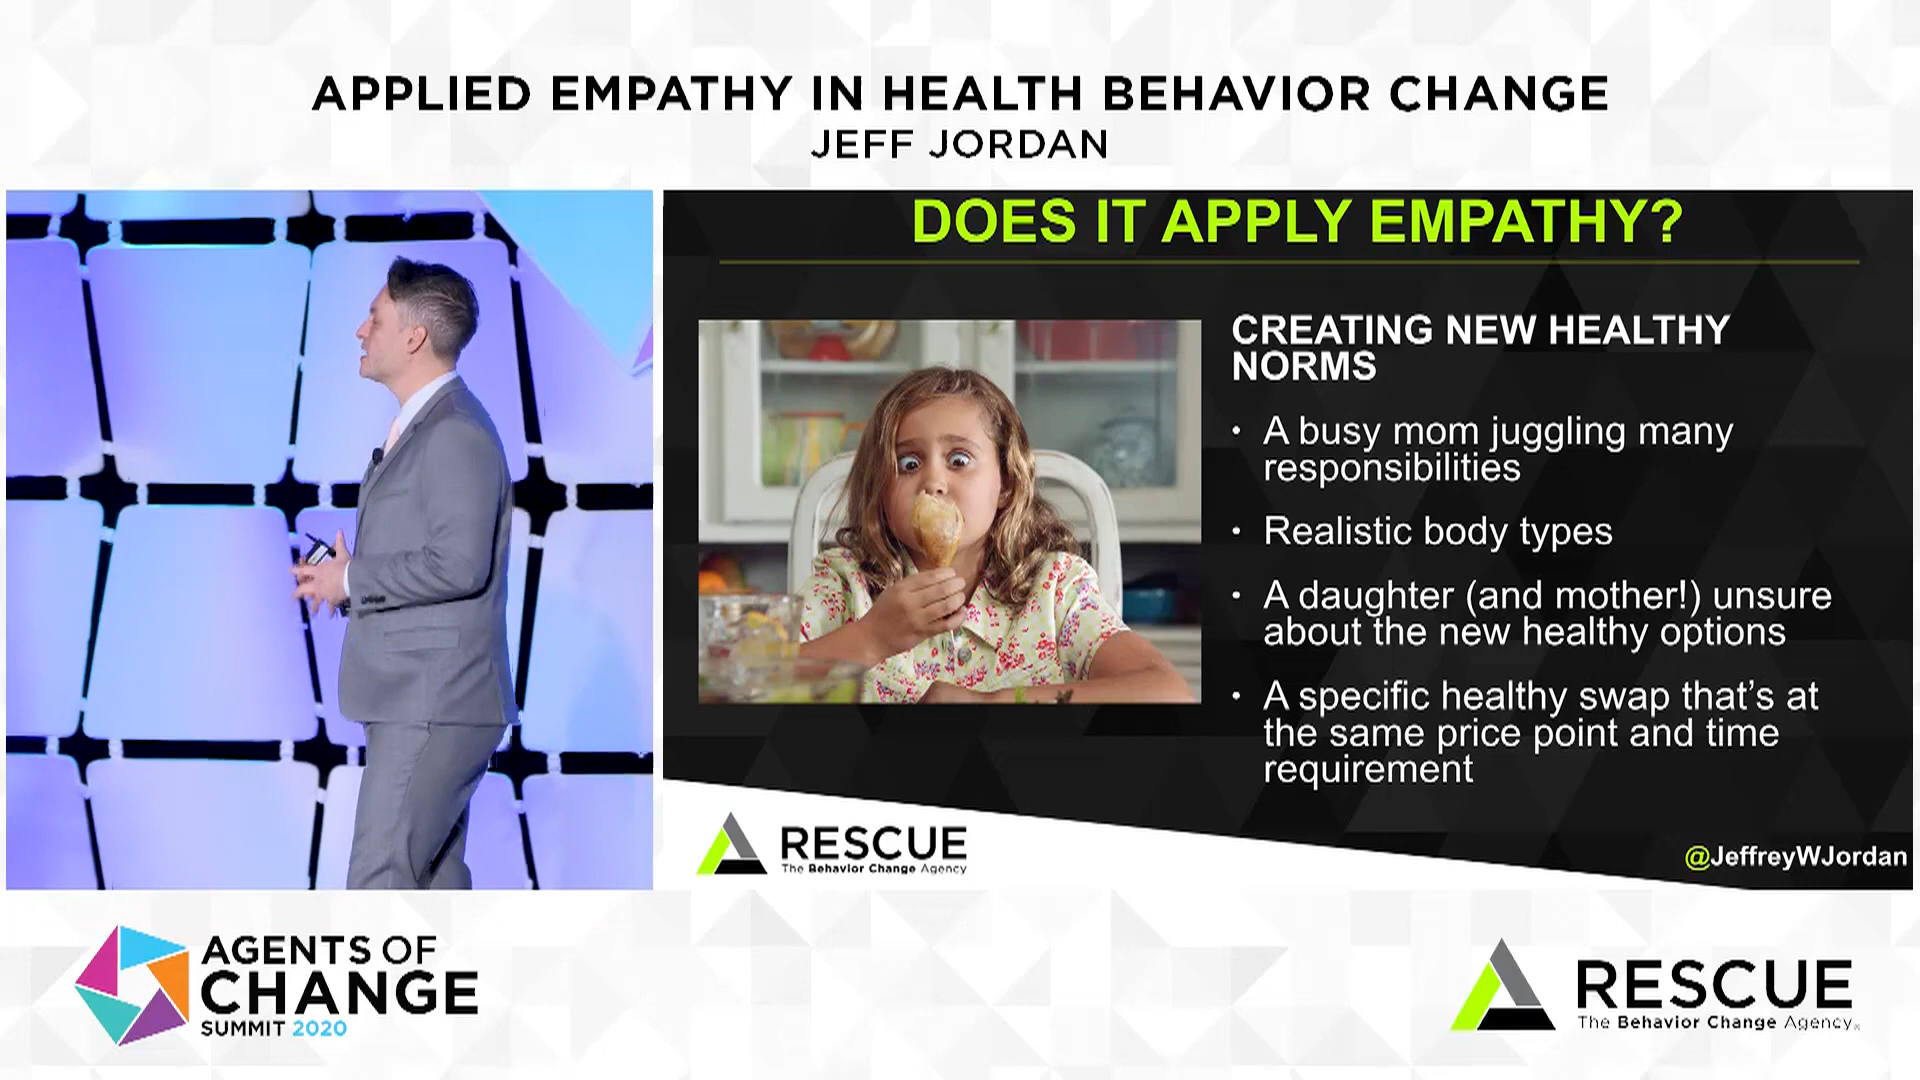 APPLIED EMPATHY IN HEALTH BEHAVIOR CHANGE
JEFF JORDAN
DOES IT APPLY EMPATHY?
CREATING NEW HEALTHY
NORMS
• A busy mom juggling many
responsibilities
• Realistic body types
• A daughter (and mother!) unsure
about the new healthy options
• A specific healthy swap that's at
the same price point and time
requirement
RESCUE
The Behavior Change Agency
@JeffreyWJordan
AGENTS OF
CHANGE
SUMMIT 2020
RESCUE
The Behavior Change Agency